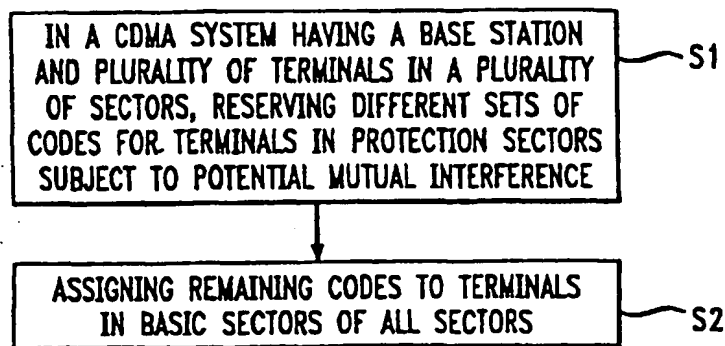 IN A CDMA SYSTEM HAVING A BASE STATION
AND PLURALITY OF TERMINALS IN A PLURALITY
OF SECTORS, RESERVING DIFFERENT SETS OF
CODES FOR TERMINALS IN PROTECTION SECTORS
SUBJECT TO POTENTIAL MUTUAL INTERFERENCE
S1
ASSIGNING REMAINING CODES TO TERMINALS
IN BASIC SECTORS OF ALL SECTORS
S2